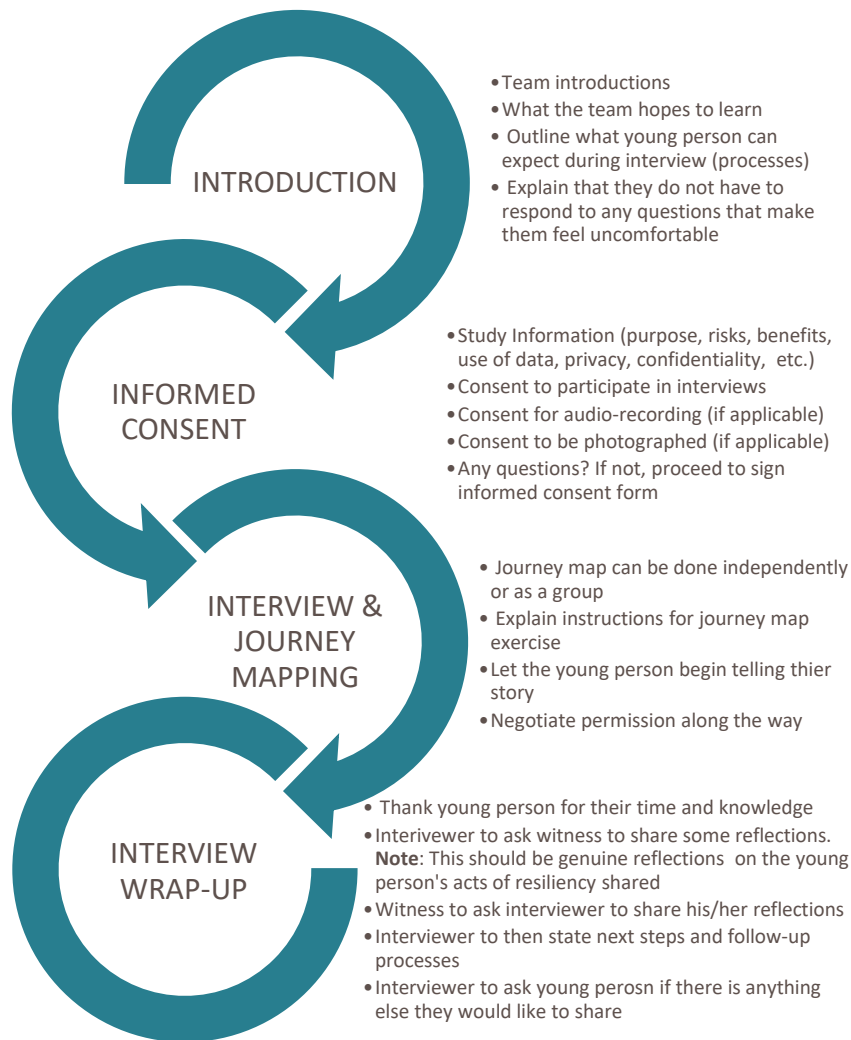 INTRODUCTION
•Team introductions
•What the team hopes to learn
• Outline what young person can
expect during interview (processes)
• Explain that they do not have to
respond to any questions that make
them feel uncomfortable
INFORMED
CONSENT
•Study Information (purpose, risks, benefits,
use of data, privacy, confidentiality,  etc.)
•Consent to participate in interviews
•Consent for audio-recording (if applicable)
•Consent to be photographed (if applicable)
•Any questions? If not, proceed to sign
informed consent form
INTERVIEW &
JOURNEY
MAPPING
• Journey map can be done independently
or as a group
• Explain instructions for journey map
exercise
•Let the young person begin telling thier
story
•Negotiate permission along the way
INTERVIEW
WRAP-UP
• Thank young person for their time and knowledge
•Interivewer to ask witness to share some reflections.
Note: This should be genuine reflections  on the young
person's acts of resiliency shared
•Witness to ask interviewer to share his/her reflections
•Interviewer to then state next steps and follow-up
processes
•Interviewer to ask young perosn if there is anything
else they would like to share